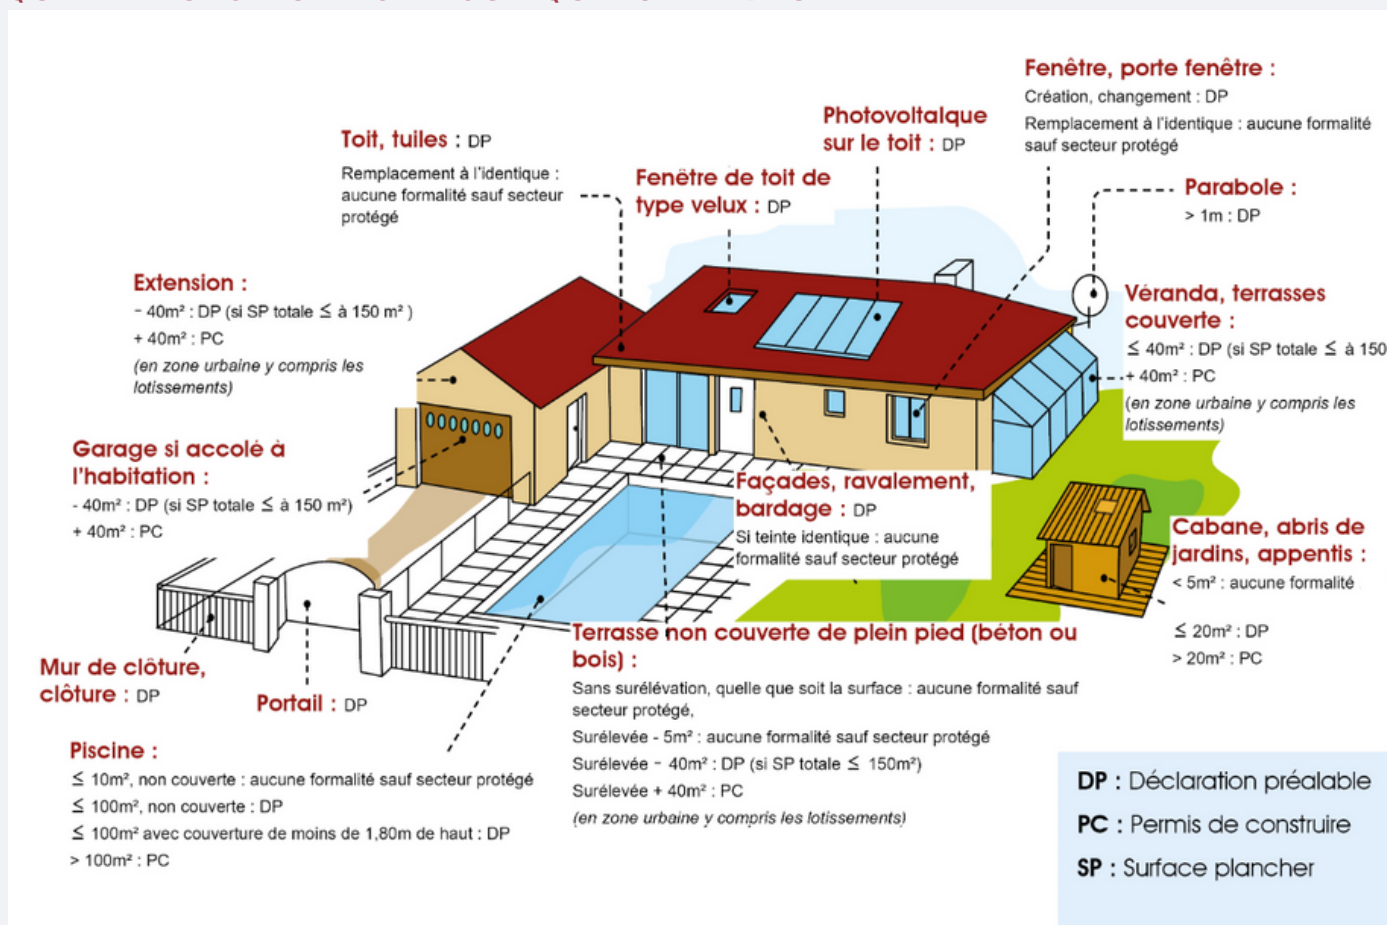 Fenêtre, porte fenêtre :
Création, changement : DP
Remplacement à l'identique : aucune formalité
sauf secteur protégé
Photovoltaïque
sur le toit : DP
Toit, tuiles : DP
Remplacement à l'identique :
aucune formalité sauf secteur
protégé
Fenêtre de toit de
type velux : DP
Parabole :
> 1m : DP
Extension :
- 40m² : DP (si SP totale ≤ à 150 m² )
+ 40m² : PC
(en zone urbaine y compris les
lotissements)
Véranda, terrasses
couverte :
≤ 40m² : DP (si SP totale ≤ à 150
+ 40m² : PC
(en zone urbaine y compris les
lotissements)
Garage si accolé à
l'habitation :
- 40m² : DP (si SP totale ≤ à 150 m²)
+ 40m² : PC
Façades, ravalement,
bardage : DP
Si teinte identique : aucune
formalité sauf secteur protégé
Cabane, abris de
jardins, appentis :
< 5m² : aucune formalité
≤ 20m² : DP
> 20m² : PC
Mur de clôture,
clôture : DP
Portail : DP
Terrasse non couverte de plein pied (béton ou
bois) :
Sans surélévation, quelle que soit la surface : aucune formalité sauf
secteur protégé,
Surélevée - 5m² : aucune formalité sauf secteur protégé
Surélevée - 40m² : DP (si SP totale ≤ 150m²)
Surélevée + 40m² : PC
(en zone urbaine y compris les lotissements)
Piscine :
≤ 10m², non couverte : aucune formalité sauf secteur protégé
≤ 100m², non couverte : DP
≤ 100m² avec couverture de moins de 1,80m de haut : DP
> 100m² : PC
DP : Déclaration préalable
PC : Permis de construire
SP : Surface plancher